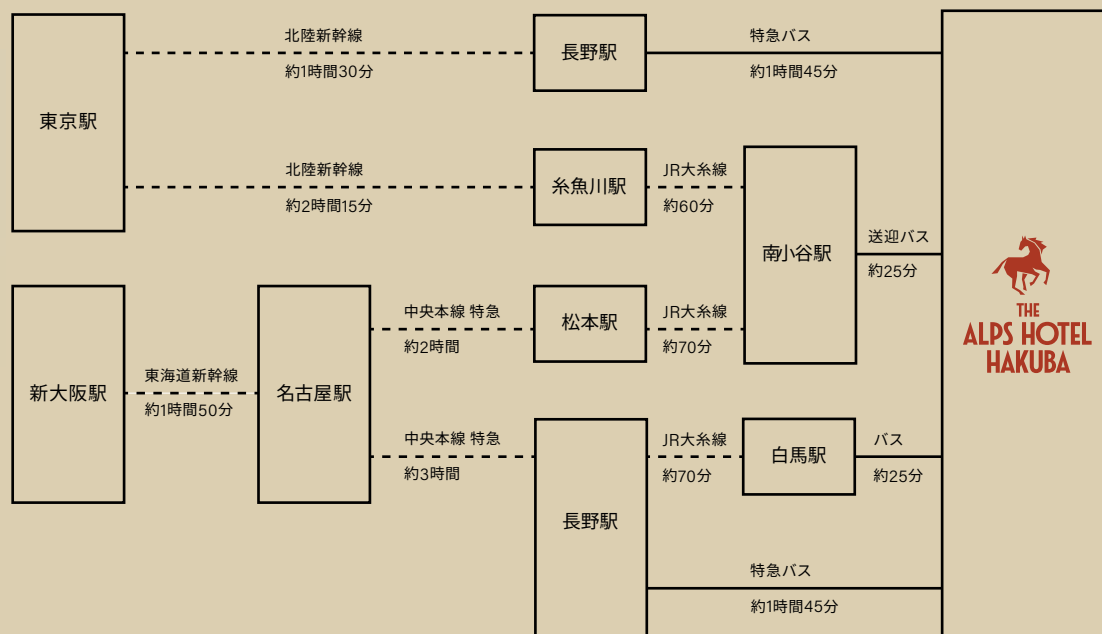 北陸新幹線
約1時間30分
長野駅
特急バス
約1時間45分
東京駅
北陸新幹線
約2時間15分
糸魚川駅
JR大糸線
約60分
南小谷駅
送迎バス
約25分
THE
ALPS HOTEL
HAKUBA
新大阪駅
東海道新幹線
約1時間50分
名古屋駅
中央本線 特急
約2時間
松本駅
JR大糸線
約70分
中央本線 特急
約3時間
長野駅
JR大糸線
約70分
白馬駅
バス
約25分
特急バス
約1時間45分